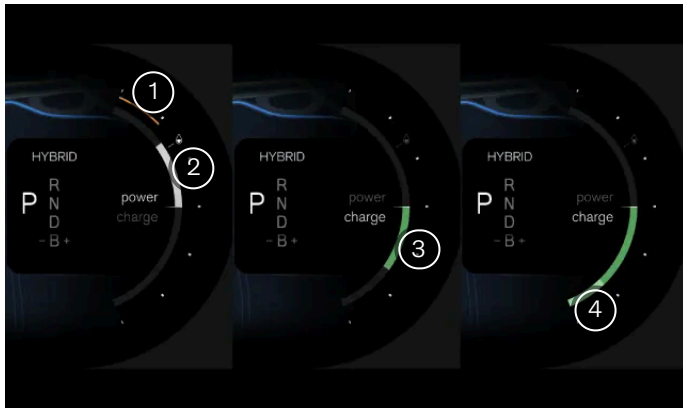 1
2
HYBRID
P
R
N
D
- B +
power
charge
HYBRID
P
R
N
D
- B +
power
charge
3
HYBRID
P
R
N
D
- B +
power
charge
4